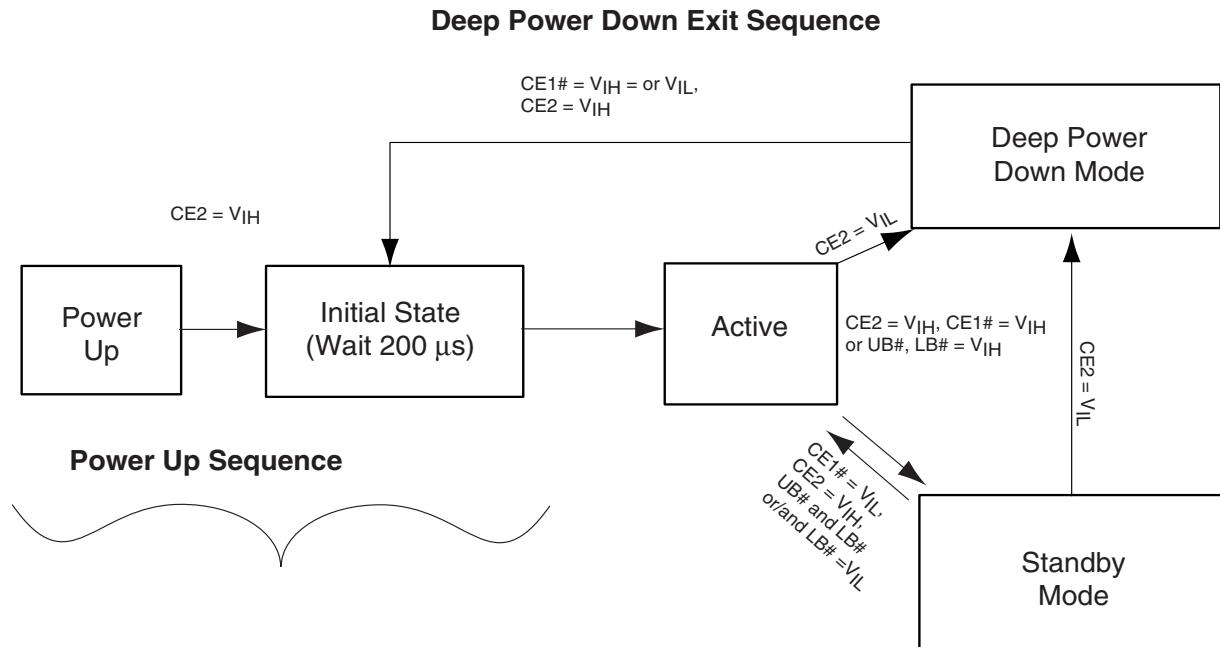 Deep Power Down Exit Sequence
CE1# = VIH = or VIL,
CE2 = VIH
Deep Power
Down Mode
CE2 = VIH
CE2 = VIL
Power
Up
Initial State
(Wait 200 μs)
Active
CE2 = VIH, CE1# = VIH
or UB#, LB# = VIH
CE2 = VIL
Power Up Sequence
CE1# = VIL,
CE2 = VIH,
UB# and LB#
or/and LB# =VIL
Standby
Mode